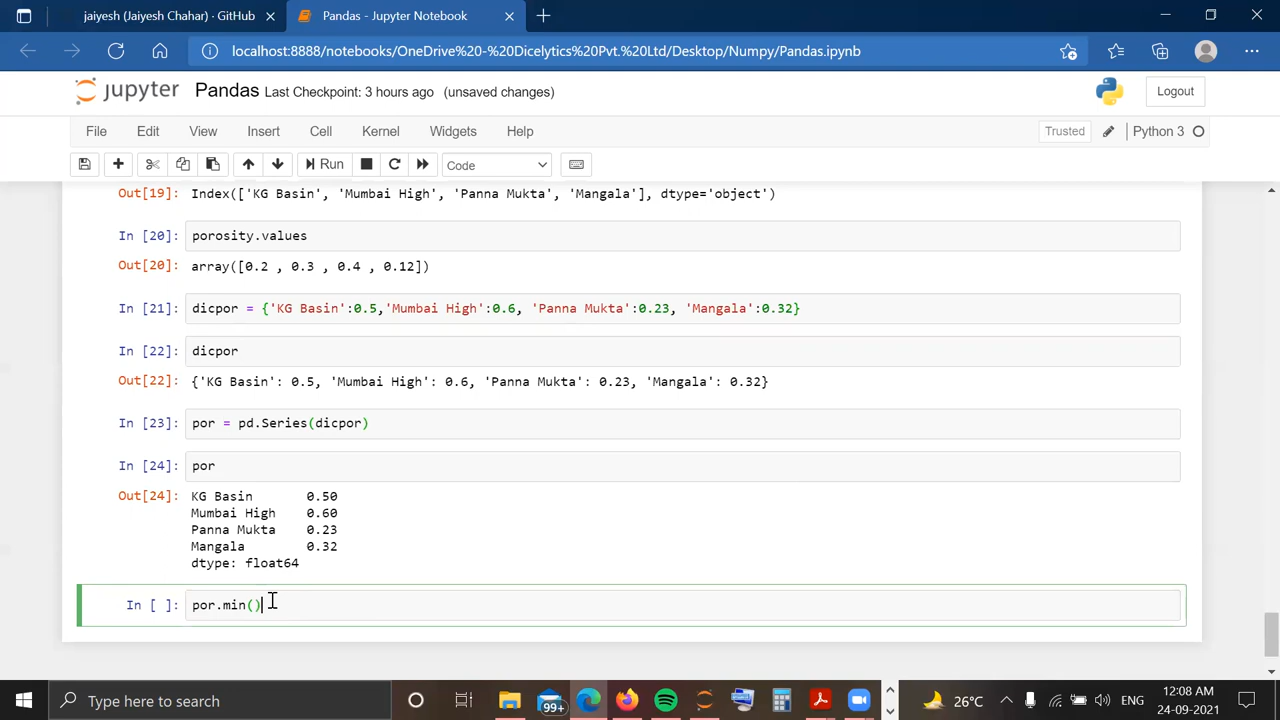 jaiyesh (Jaiyesh Chahar) · GitHub
Pandas - Jupyter Notebook
localhost:8888/notebooks/OneDrive%20-%20Dicelytics%20Pvt.%20Ltd/Desktop/Numpy/Pandas.ipynb
jupyter Pandas Last Checkpoint: 3 hours ago (unsaved changes) Logout
File Edit View Insert Cell Kernel Widgets Help Trusted Python 3
Run Code
Out[19]: Index(['KG Basin', 'Mumbai High', 'Panna Mukta', 'Mangala'], dtype='object')
In [20]: porosity.values
Out[20]: array([0.2 , 0.3 , 0.4 , 0.12])
In [21]: dicpor = {'KG Basin':0.5,'Mumbai High':0.6, 'Panna Mukta':0.23, 'Mangala':0.32}
In [22]: dicpor
Out[22]: {'KG Basin': 0.5, 'Mumbai High': 0.6, 'Panna Mukta': 0.23, 'Mangala': 0.32}
In [23]: por = pd.Series(dicpor)
In [24]: por
Out[24]: KG Basin 0.50
Mumbai High 0.60
Panna Mukta 0.23
Mangala 0.32
dtype: float64
In [ ]: por.min()
Type here to search
99+
26°C
ENG
12:08 AM
24-09-2021